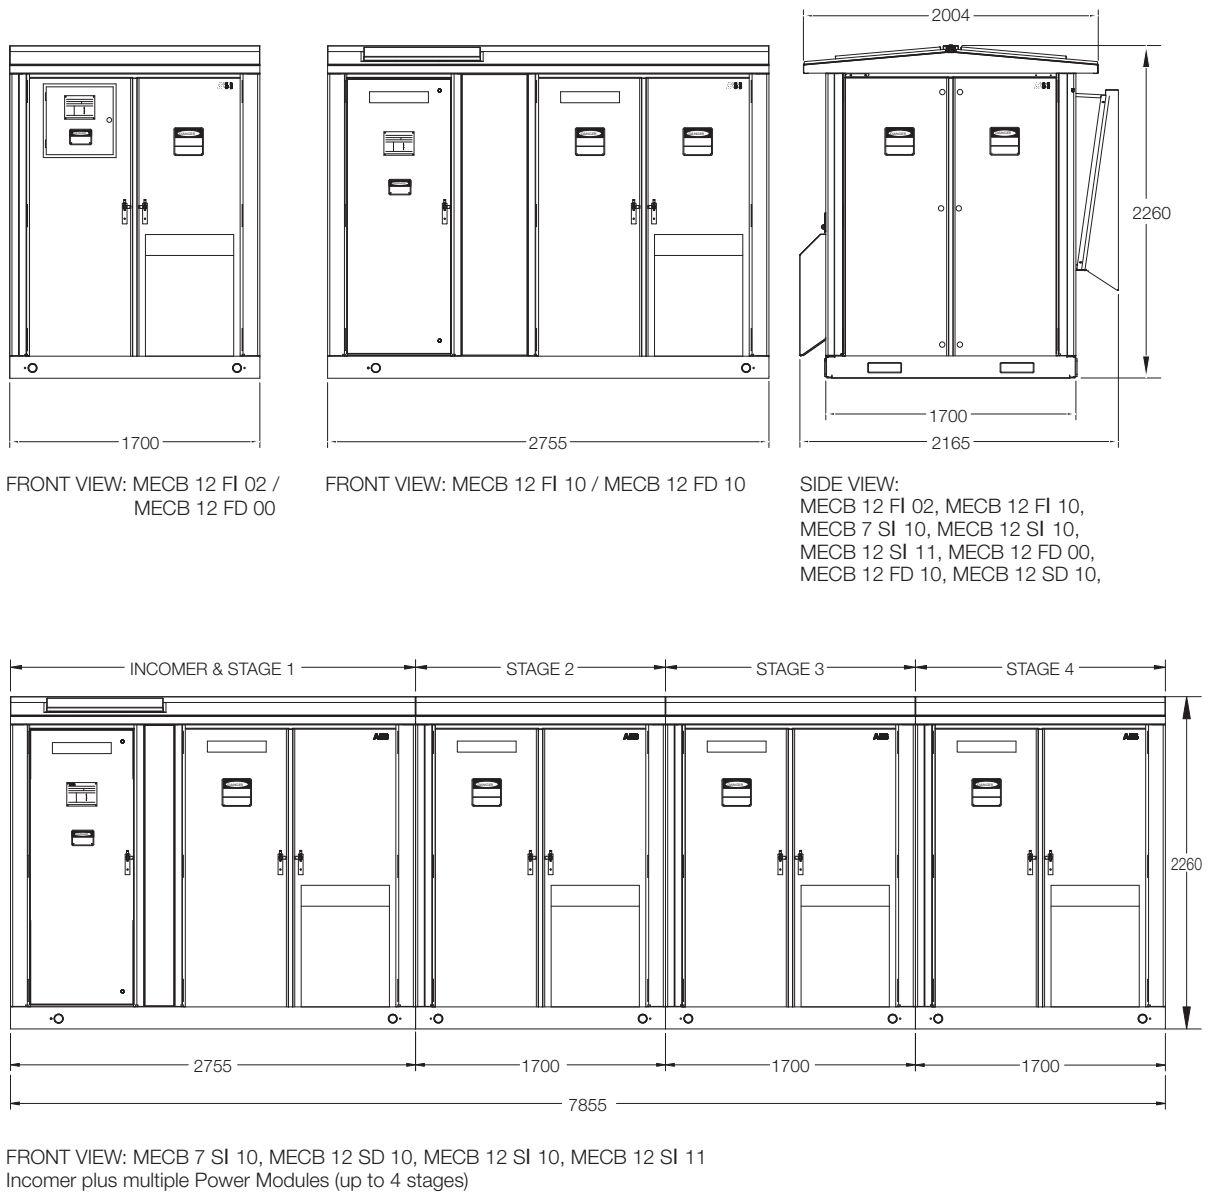 2004
2260
1700
2755
1700
2165
FRONT VIEW: MECB 12 FI 02 /
MECB 12 FD 00
FRONT VIEW: MECB 12 FI 10 / MECB 12 FD 10
SIDE VIEW:
MECB 12 FI 02, MECB 12 FI 10,
MECB 7 SI 10, MECB 12 SI 10,
MECB 12 SI 11, MECB 12 FD 00,
MECB 12 FD 10, MECB 12 SD 10,
INCOMER & STAGE 1
STAGE 2
STAGE 3
STAGE 4
ABB
ABB
ABB
ABB
2260
2755
1700
1700
1700
7855
FRONT VIEW: MECB 7 SI 10, MECB 12 SD 10, MECB 12 SI 10, MECB 12 SI 11
Incomer plus multiple Power Modules (up to 4 stages)